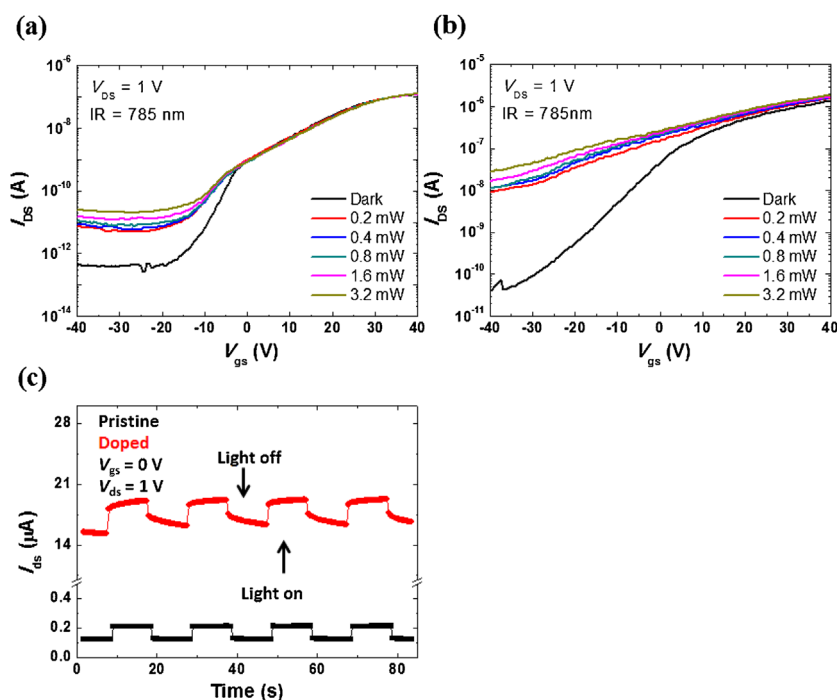 (a)
10⁻⁶
10⁻⁸
10⁻¹⁰
10⁻¹²
10⁻¹⁴
I_DS (A)
V_DS = 1 V
IR = 785 nm
Dark
0.2 mW
0.4 mW
0.8 mW
1.6 mW
3.2 mW
-40 -30 -20 -10 0 10 20 30 40
V_gs (V)
(b)
10⁻⁵
10⁻⁶
10⁻⁷
10⁻⁸
10⁻⁹
10⁻¹⁰
10⁻¹¹
I_DS (A)
V_DS = 1 V
IR = 785nm
Dark
0.2 mW
0.4 mW
0.8 mW
1.6 mW
3.2 mW
-40 -30 -20 -10 0 10 20 30 40
V_gs (V)
(c)
28
21
14
0.4
0.2
0.0
I_ds (µA)
Pristine
Doped
V_gs = 0 V
V_ds = 1 V
Light off
Light on
0 20 40 60 80
Time (s)